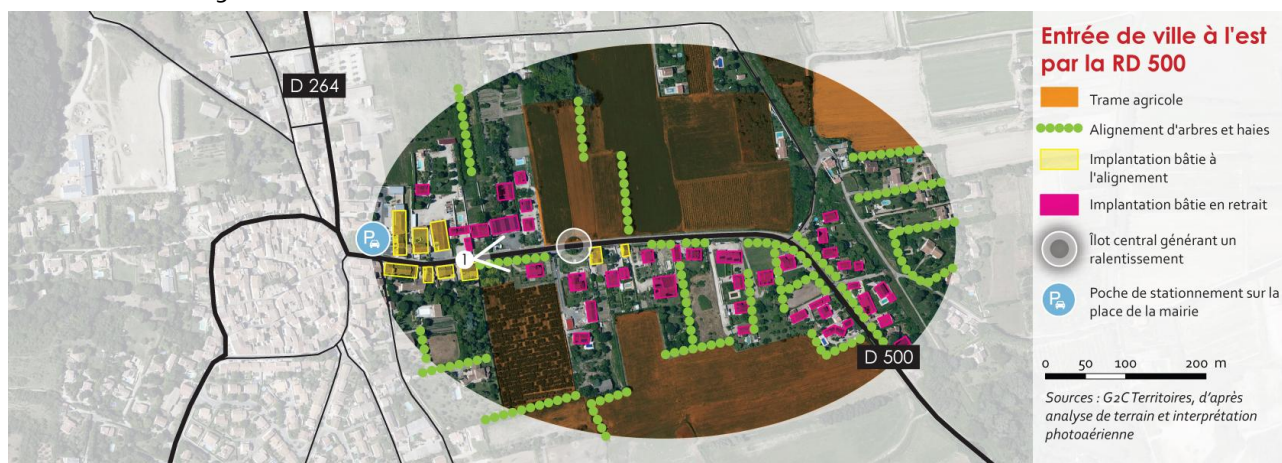 D 264
P
1
D 500
Entrée de ville à l'est
par la RD 500
Trame agricole
Alignement d'arbres et haies
Implantation bâtie à
l'alignement
Implantation bâtie en retrait
Îlot central générant un
ralentissement
P
Poche de stationnement sur la
place de la mairie
0 50 100 200 m
Sources : G2C Territoires, d'après
analyse de terrain et interprétation
photoaérienne